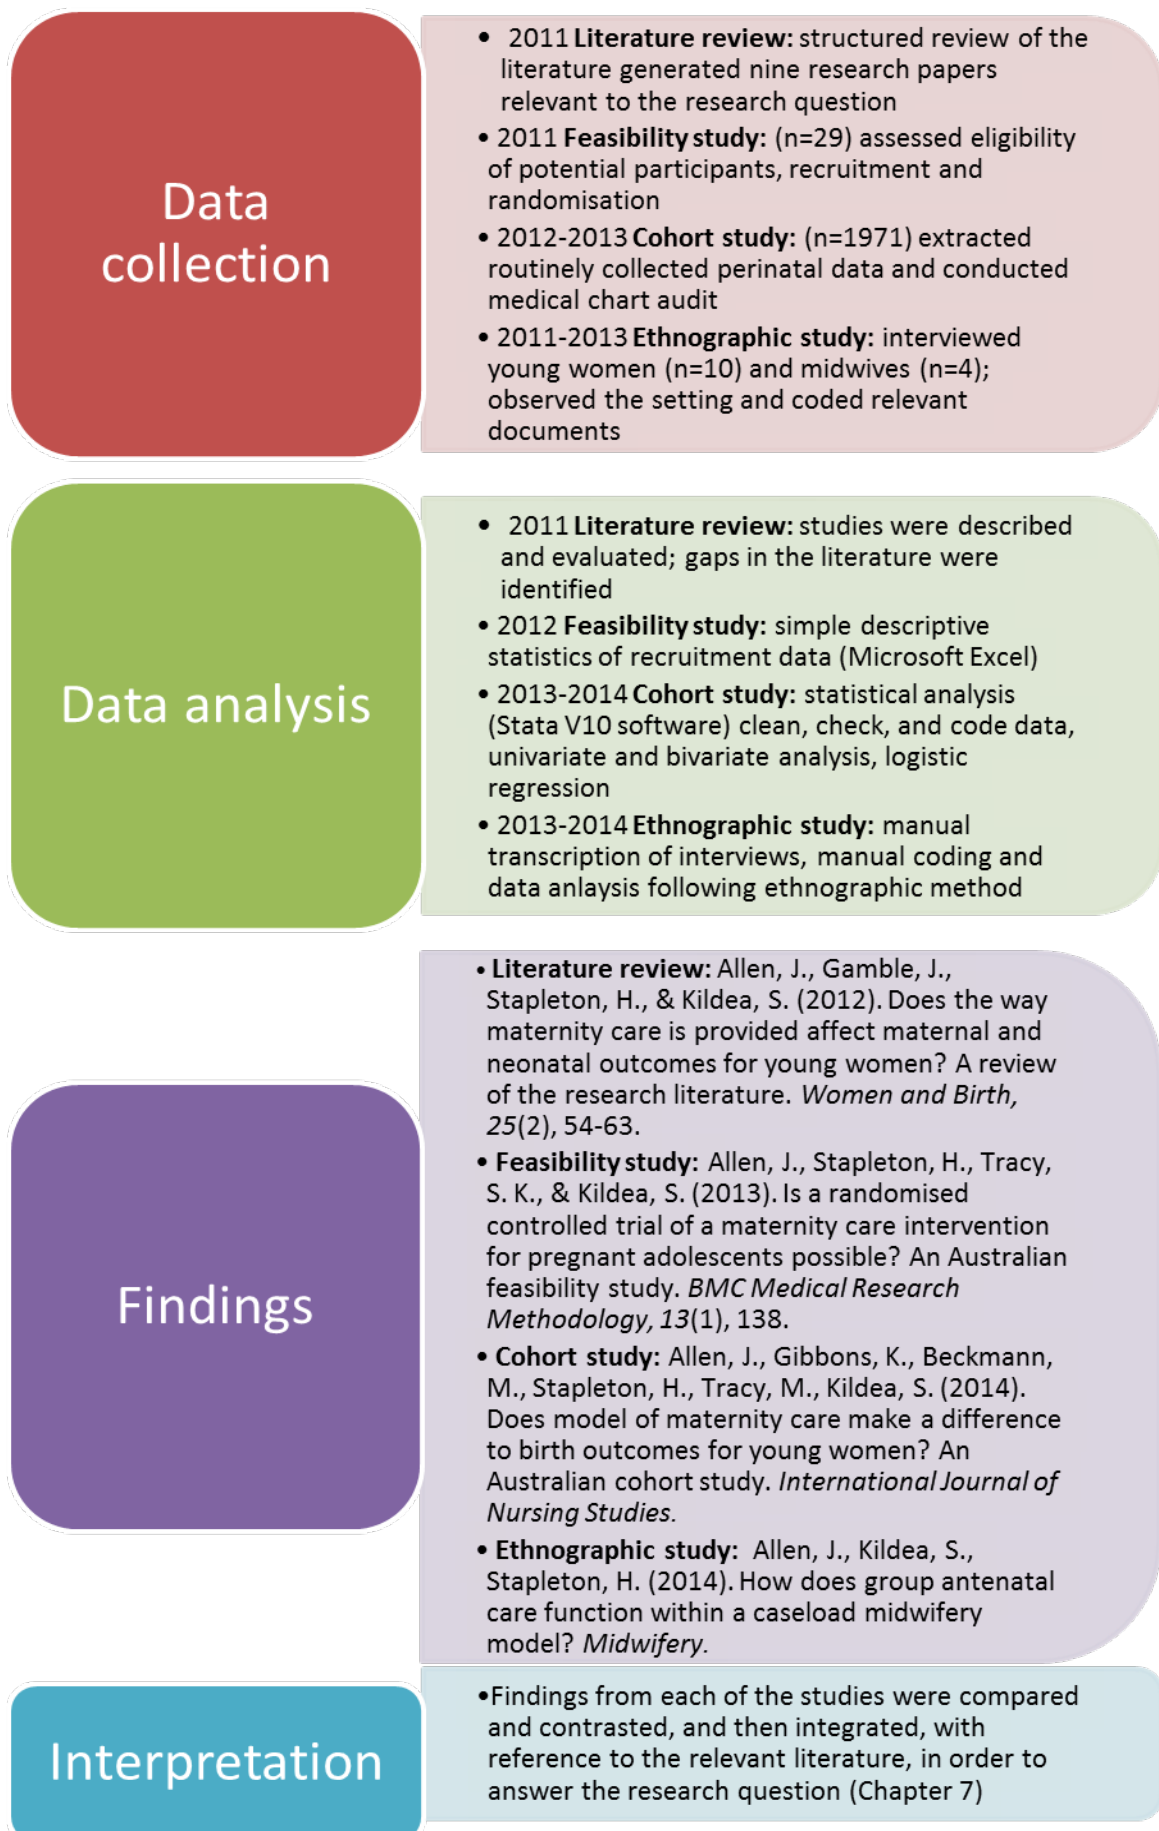 Data
collection
• 2011 Literature review: structured review of the
literature generated nine research papers
relevant to the research question
• 2011 Feasibility study: (n=29) assessed eligibility
of potential participants, recruitment and
randomisation
• 2012-2013 Cohort study: (n=1971) extracted
routinely collected perinatal data and conducted
medical chart audit
• 2011-2013 Ethnographic study: interviewed
young women (n=10) and midwives (n=4);
observed the setting and coded relevant
documents
Data analysis
• 2011 Literature review: studies were described
and evaluated; gaps in the literature were
identified
• 2012 Feasibility study: simple descriptive
statistics of recruitment data (Microsoft Excel)
• 2013-2014 Cohort study: statistical analysis
(Stata V10 software) clean, check, and code data,
univariate and bivariate analysis, logistic
regression
• 2013-2014 Ethnographic study: manual
transcription of interviews, manual coding and
data anlaysis following ethnographic method
Findings
• Literature review: Allen, J., Gamble, J.,
Stapleton, H., & Kildea, S. (2012). Does the way
maternity care is provided affect maternal and
neonatal outcomes for young women? A review
of the research literature. Women and Birth,
25(2), 54-63.
• Feasibility study: Allen, J., Stapleton, H., Tracy,
S. K., & Kildea, S. (2013). Is a randomised
controlled trial of a maternity care intervention
for pregnant adolescents possible? An Australian
feasibility study. BMC Medical Research
Methodology, 13(1), 138.
• Cohort study: Allen, J., Gibbons, K., Beckmann,
M., Stapleton, H., Tracy, M., Kildea, S. (2014).
Does model of maternity care make a difference
to birth outcomes for young women? An
Australian cohort study. International Journal of
Nursing Studies.
• Ethnographic study: Allen, J., Kildea, S.,
Stapleton, H. (2014). How does group antenatal
care function within a caseload midwifery
model? Midwifery.
Interpretation
•Findings from each of the studies were compared
and contrasted, and then integrated, with
reference to the relevant literature, in order to
answer the research question (Chapter 7)